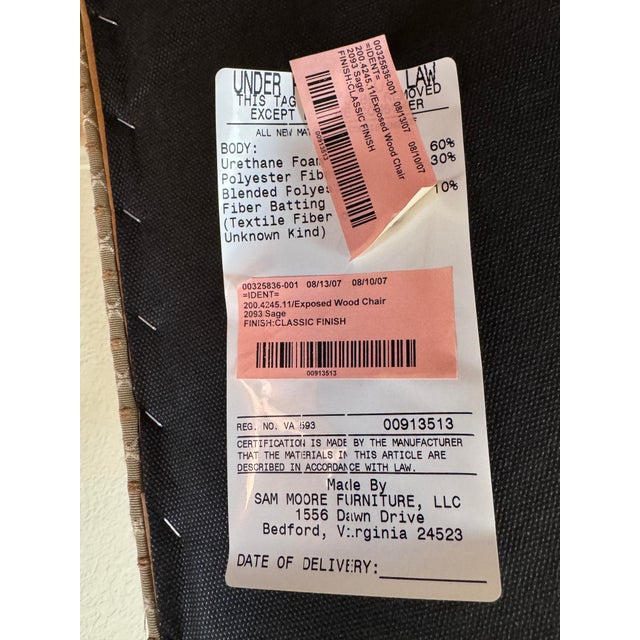 UNDER LAW
THIS TAG MOVED
EXCEPT ER
ALL NEW MAT
BODY:
Urethane Foam 60%
Polyester Fib 30%
Blended Polyes 10%
Fiber Batting
(Textile Fiber
Unknown Kind)
00325836-001 08/13/07 08/10/07
=IDENT=
200.4245.11/Exposed Wood Chair
2093 Sage
FINISH:CLASSIC FINISH
00913513
00325836-001 08/13/07 08/10/07
=IDENT=
200.4245.11/Exposed Wood Chair
2093 Sage
FINISH:CLASSIC FINISH
00913513
REG. NO. VA 593 00913513
CERTIFICATION IS MADE BY THE MANUFACTURER
THAT THE MATERIALS IN THIS ARTICLE ARE
DESCRIBED IN ACCORDANCE WITH LAW.
Made By
SAM MOORE FURNITURE, LLC
1556 Dawn Drive
Bedford, Virginia 24523
DATE OF DELIVERY: